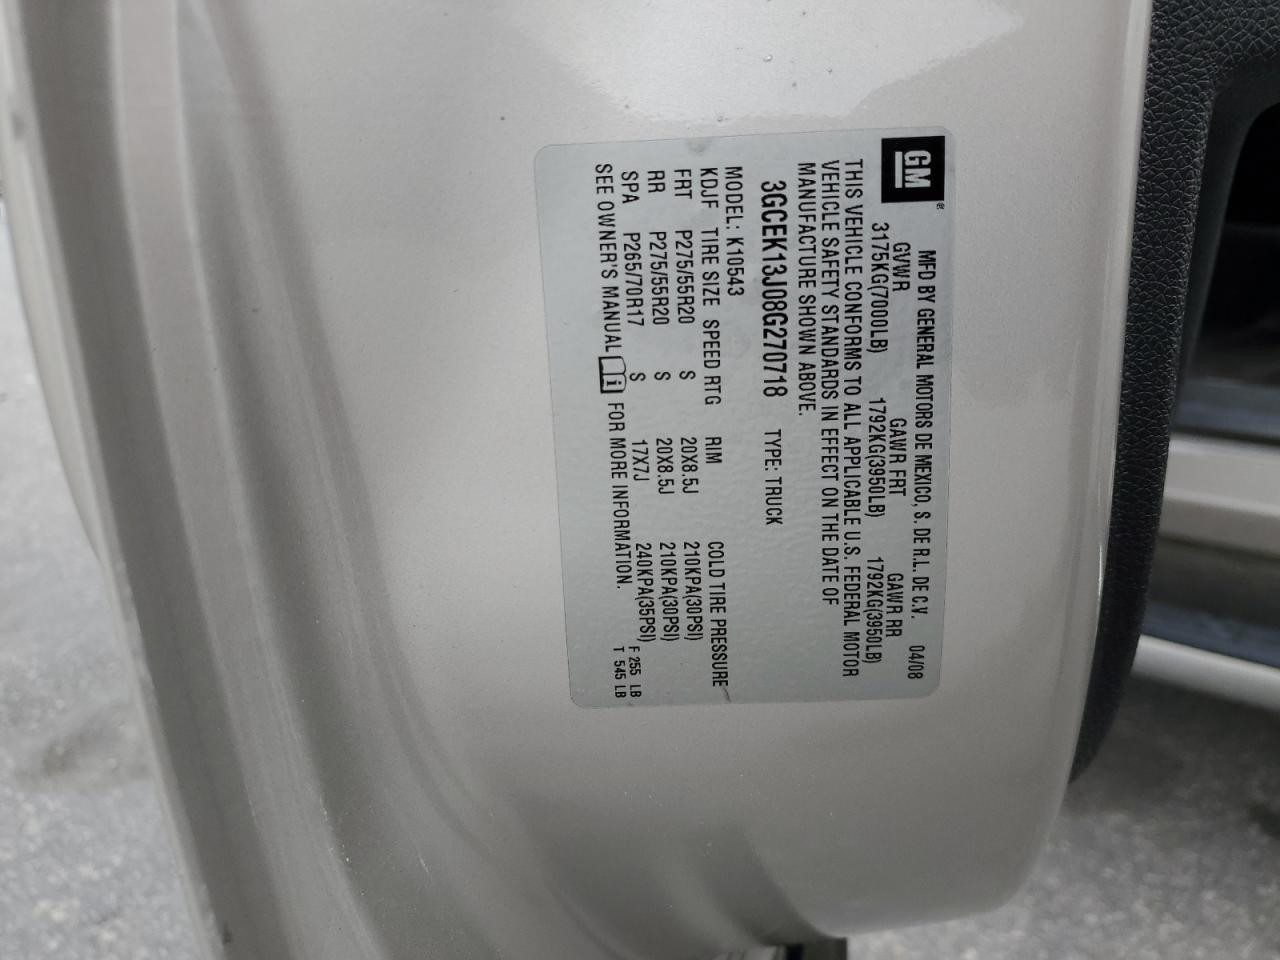 GM®
MFD BY GENERAL MOTORS DE MEXICO, S. DE R.L. DE C.V. 04/08
GVWR GAWR FRT GAWR RR
3175KG(7000LB) 1792KG(3950LB) 1792KG(3950LB)
THIS VEHICLE CONFORMS TO ALL APPLICABLE U.S. FEDERAL MOTOR
VEHICLE SAFETY STANDARDS IN EFFECT ON THE DATE OF
MANUFACTURE SHOWN ABOVE.
3GCEK13J08G270718 TYPE: TRUCK
MODEL: K10543
KDJF TIRE SIZE SPEED RTG RIM COLD TIRE PRESSURE
FRT P275/55R20 S 20X8.5J 210KPA(30PSI)
RR P275/55R20 S 20X8.5J 210KPA(30PSI)
SPA P265/70R17 S 17X7J 240KPA(35PSI) F 255 LB
SEE OWNER'S MANUAL i FOR MORE INFORMATION. T 545 LB